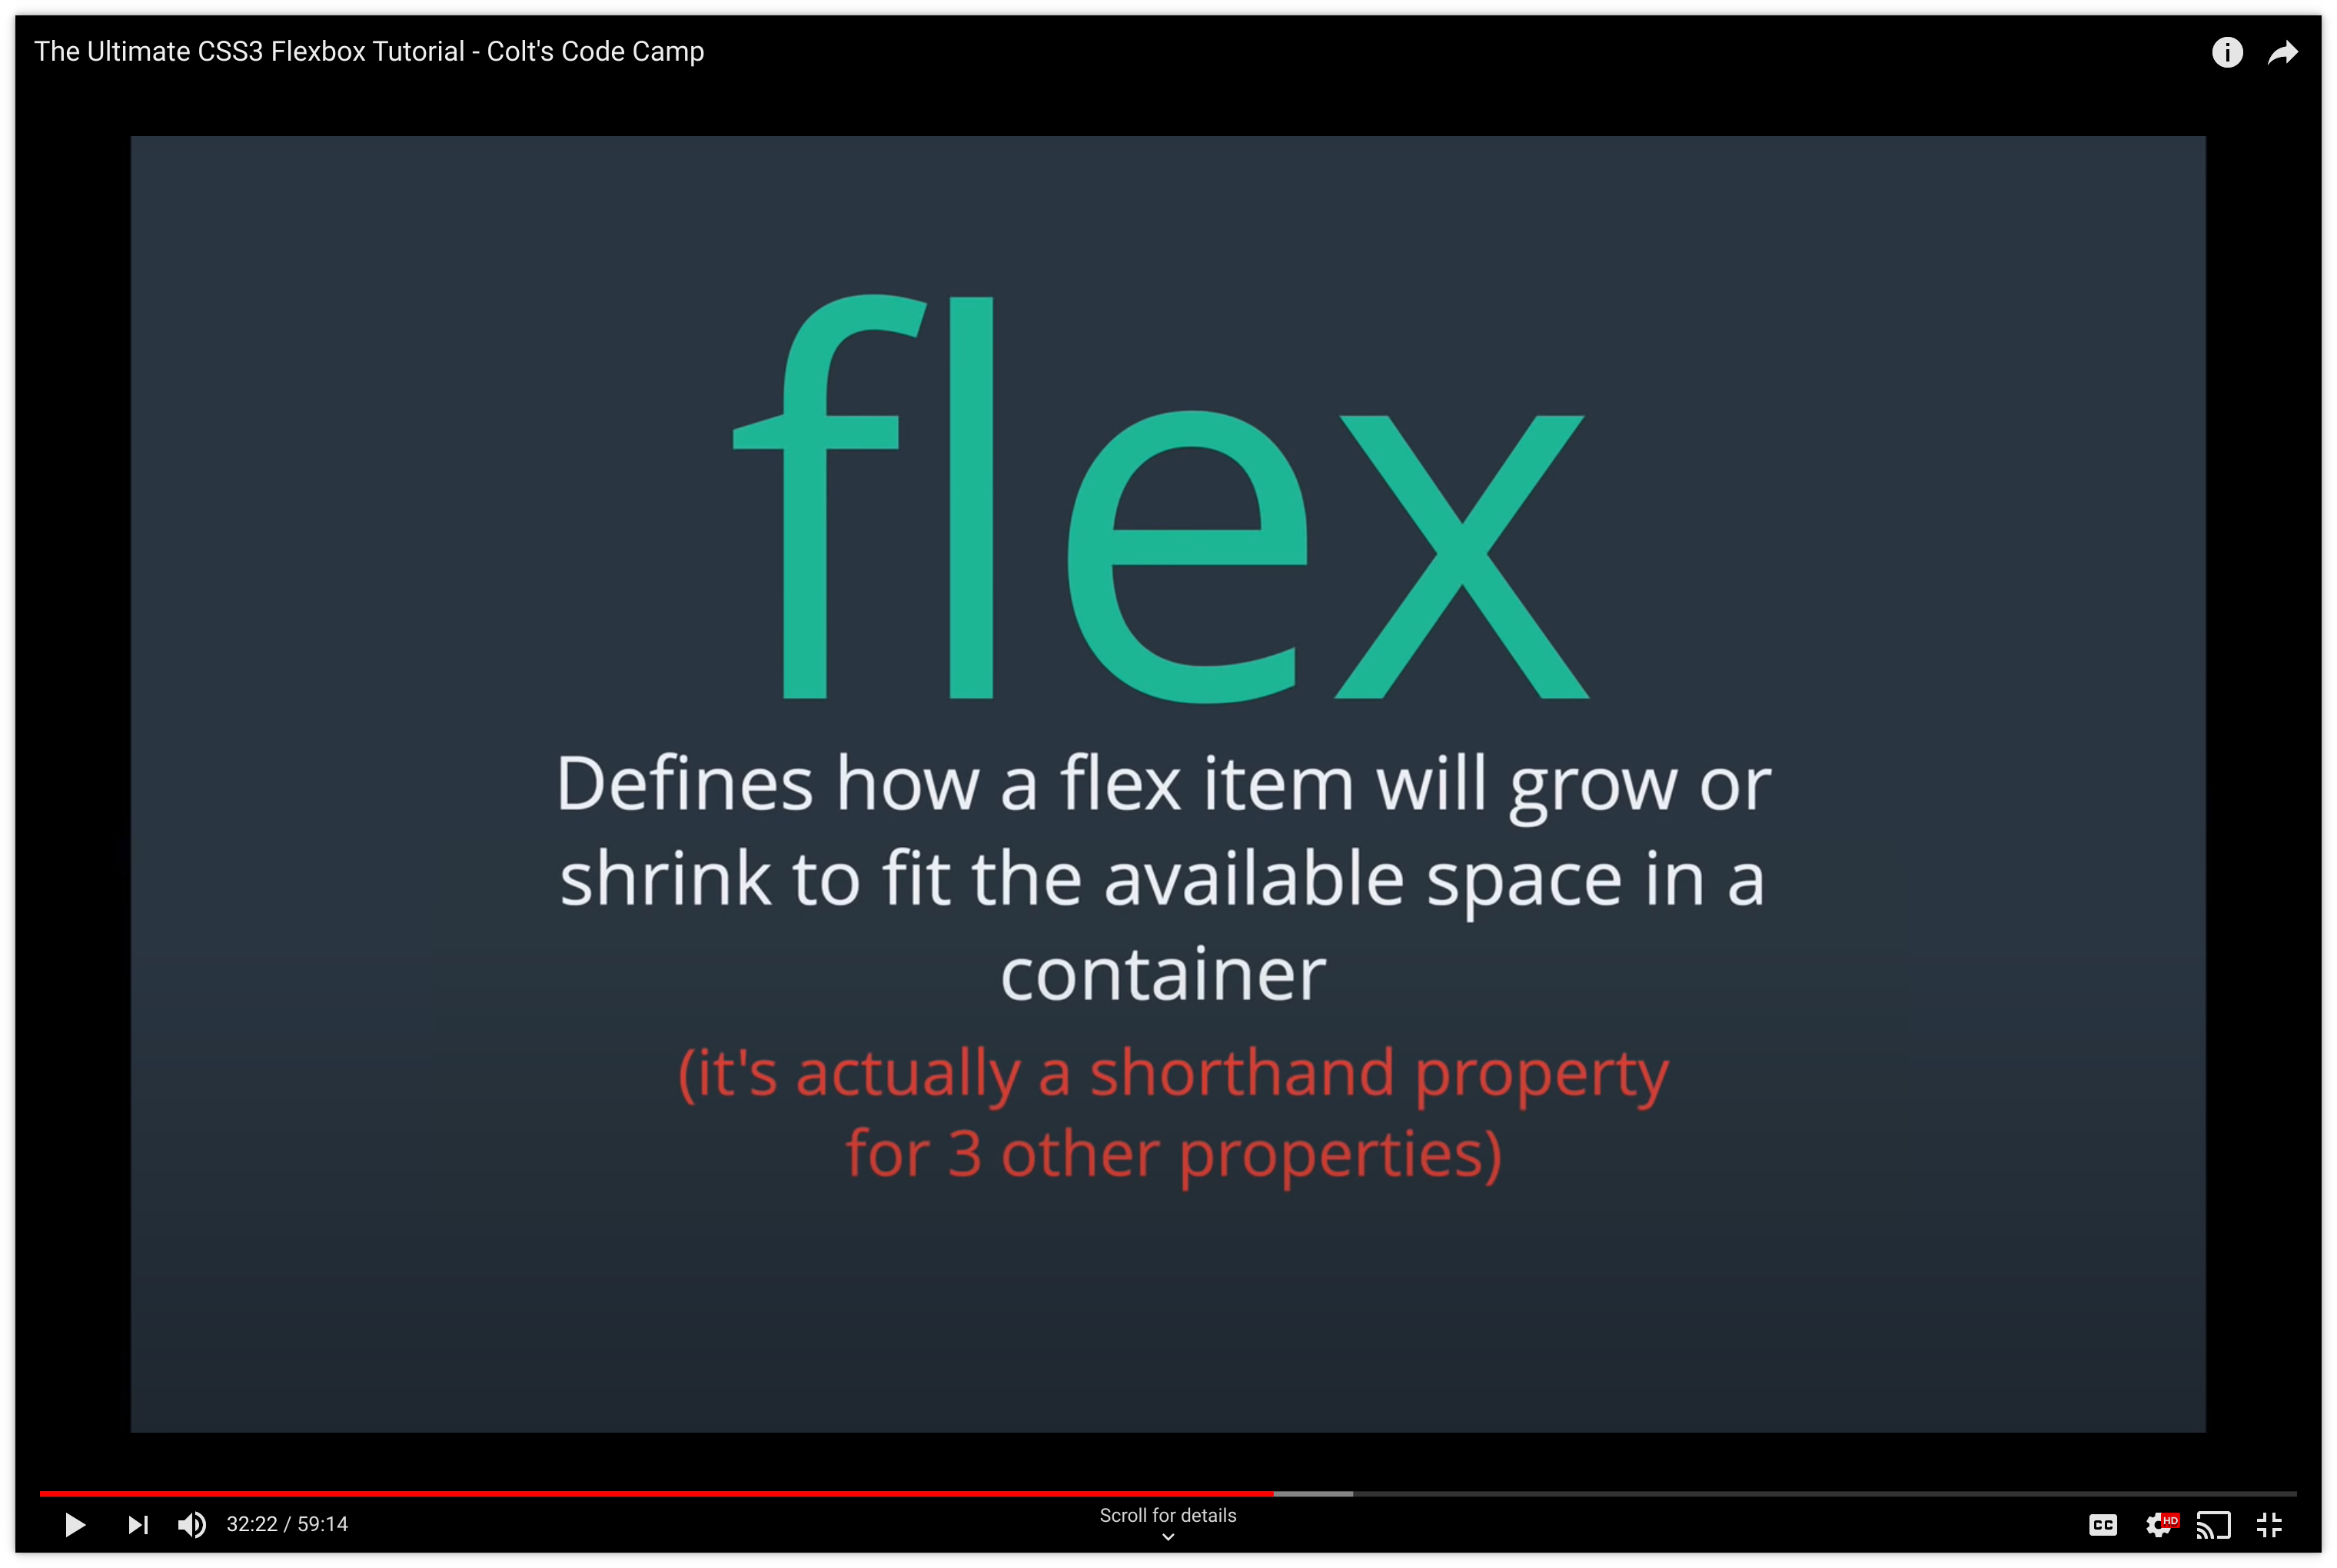 The Ultimate CSS3 Flexbox Tutorial - Colt's Code Camp
flex
Defines how a flex item will grow or
shrink to fit the available space in a
container
(it's actually a shorthand property
for 3 other properties)
32:22 / 59:14
Scroll for details
CC
HD